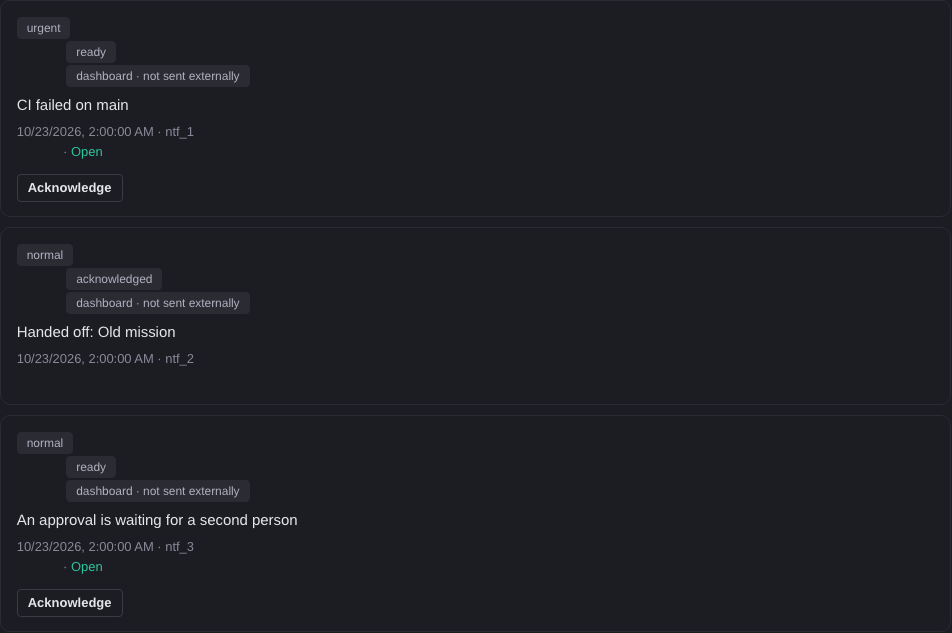 urgent
ready
dashboard · not sent externally
CI failed on main
10/23/2026, 2:00:00 AM · ntf_1
· Open
Acknowledge
normal
acknowledged
dashboard · not sent externally
Handed off: Old mission
10/23/2026, 2:00:00 AM · ntf_2
normal
ready
dashboard · not sent externally
An approval is waiting for a second person
10/23/2026, 2:00:00 AM · ntf_3
· Open
Acknowledge